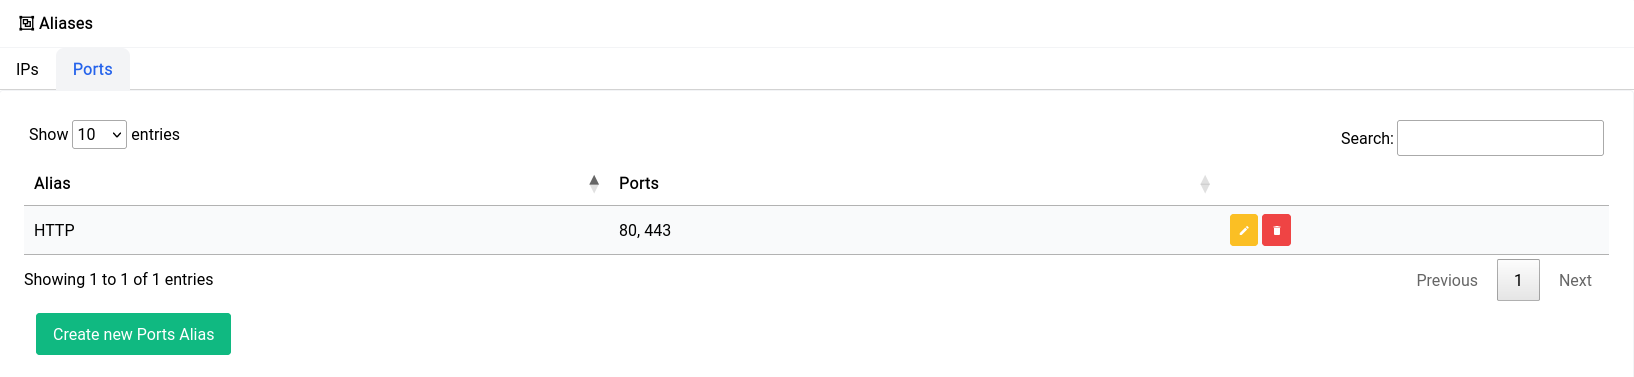 Aliases
IPs Ports
Show 10 entries Search:
Alias Ports
HTTP 80, 443
Showing 1 to 1 of 1 entries Previous 1 Next
Create new Ports Alias